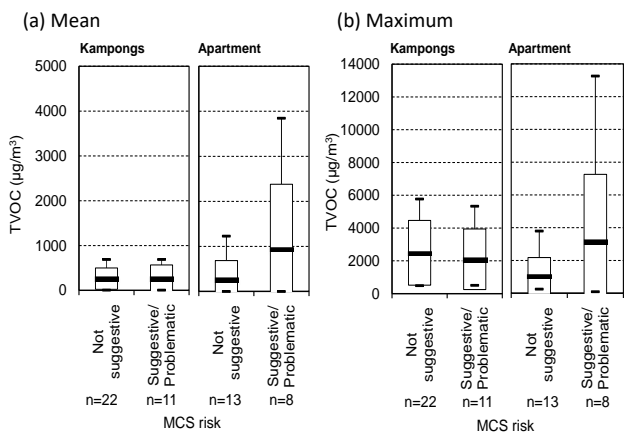 (a) Mean
(b) Maximum
Kampongs Apartment
Kampongs Apartment
TVOC (µg/m³)
5000
4000
3000
2000
1000
0
Not suggestive
Suggestive/ Problematic
Not suggestive
Suggestive/ Problematic
n=22 n=11 n=13 n=8
MCS risk
TVOC (µg/m³)
14000
12000
10000
8000
6000
4000
2000
0
Not suggestive
Suggestive/ Problematic
Not suggestive
Suggestive/ Problematic
n=22 n=11 n=13 n=8
MCS risk